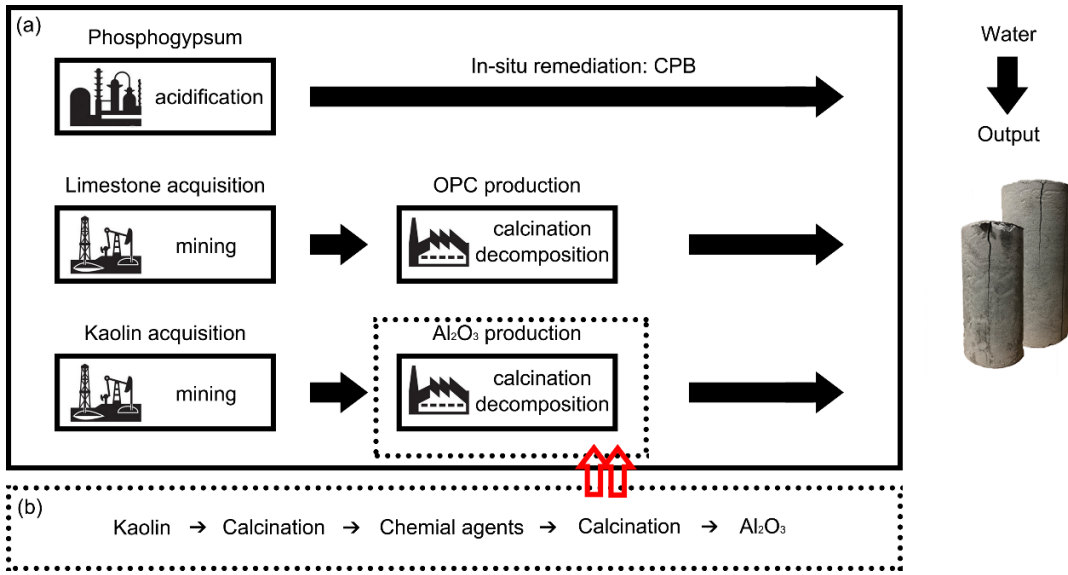 (a)
Phosphogypsum
acidification
In-situ remediation: CPB
Limestone acquisition
mining
OPC production
calcination
decomposition
Kaolin acquisition
mining
Al₂O₃ production
calcination
decomposition
Water
Output
(b)
Kaolin → Calcination → Chemial agents → Calcination → Al₂O₃